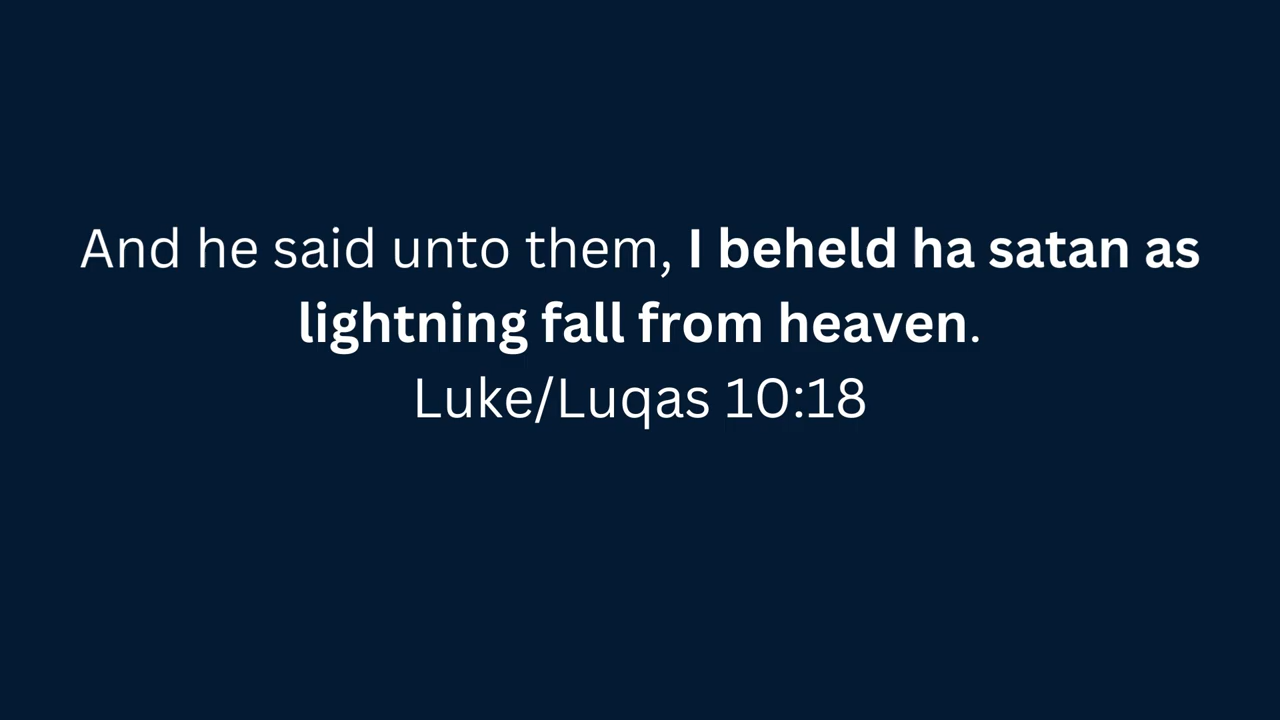 And he said unto them, I beheld ha satan as
lightning fall from heaven.
Luke/Luqas 10:18